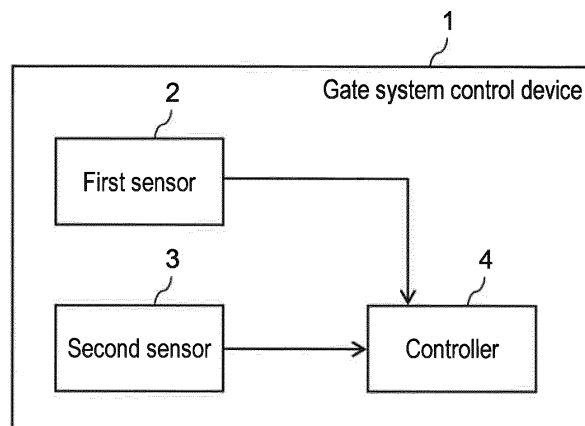 1
Gate system control device
2
First sensor
3
Second sensor
4
Controller